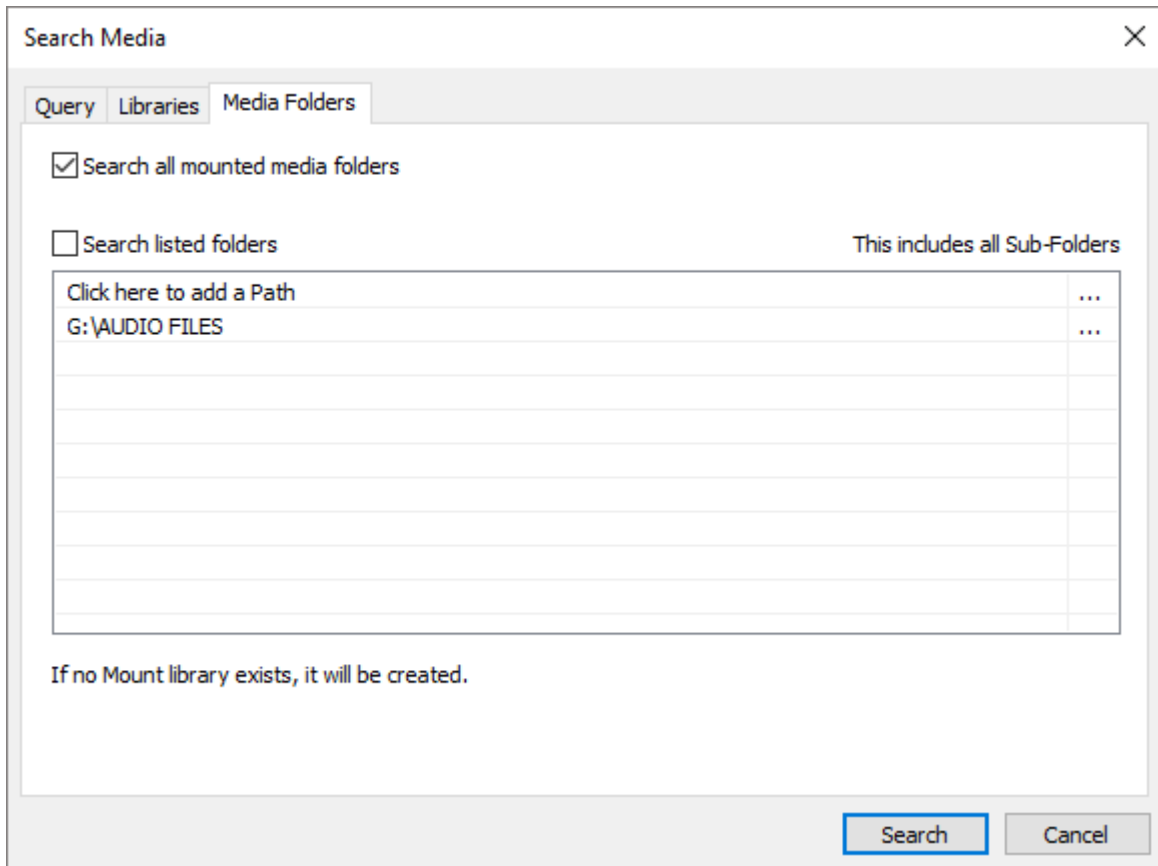 Search Media
Query Libraries Media Folders
Search all mounted media folders
Search listed folders This includes all Sub-Folders
Click here to add a Path ...
G:\AUDIO FILES ...
If no Mount library exists, it will be created.
Search Cancel